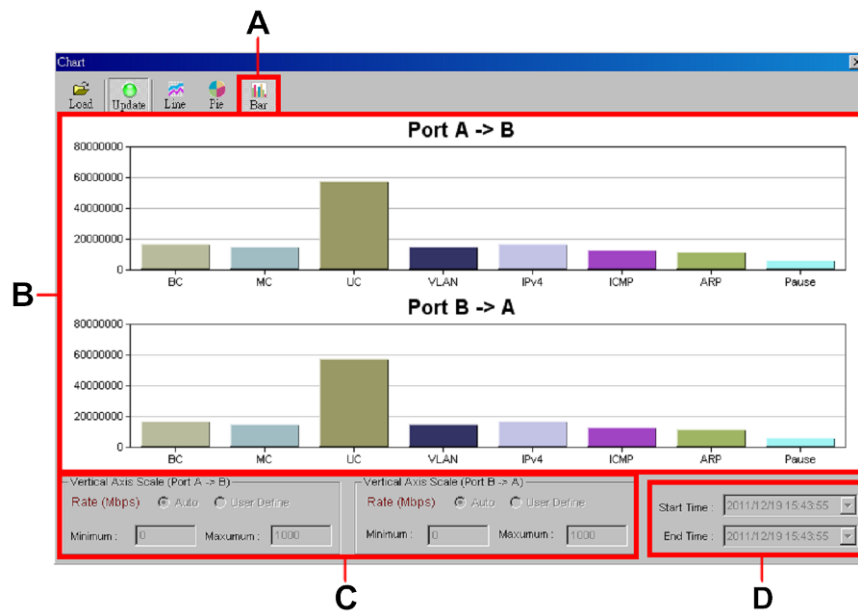 A
Chart
Load Update Line Pie Bar
Port A -> B
80000000
60000000
40000000
20000000
0
BC MC UC VLAN IPv4 ICMP ARP Pause
B
Port B -> A
80000000
60000000
40000000
20000000
0
BC MC UC VLAN IPv4 ICMP ARP Pause
Vertical Axis Scale (Port A -> B)
Rate (Mbps) Auto User Define
Minimum : 0 Maxumum : 1000
Vertical Axis Scale (Port B -> A)
Rate (Mbps) Auto User Define
Minimum : 0 Maxumum : 1000
Start Time : 2011/12/19 15:43:55
End Time : 2011/12/19 15:43:55
C
D